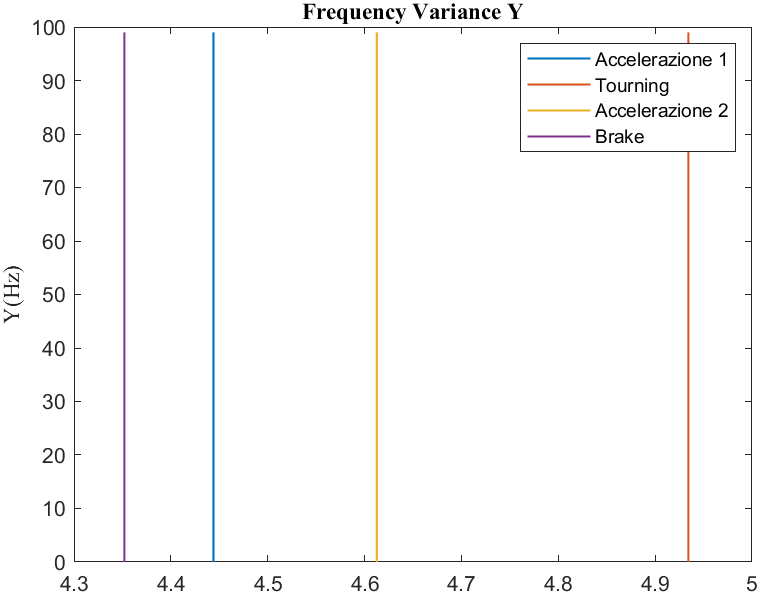 Frequency Variance Y
100
90
80
70
60
50
40
30
20
10
0
Y(Hz)
Accelerazione 1
Tourning
Accelerazione 2
Brake
4.3 4.4 4.5 4.6 4.7 4.8 4.9 5